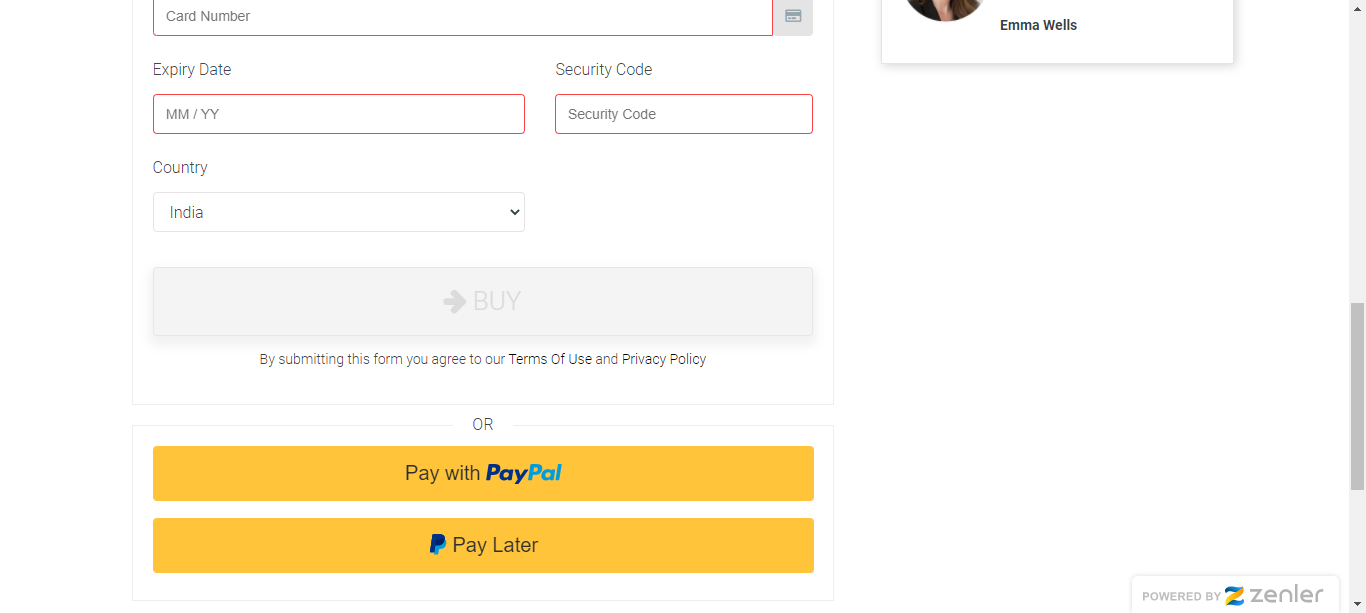 Card Number
Emma Wells
Expiry Date
Security Code
MM / YY
Security Code
Country
India
BUY
By submitting this form you agree to our Terms Of Use and Privacy Policy
OR
Pay with PayPal
Pay Later
POWERED BY zenler